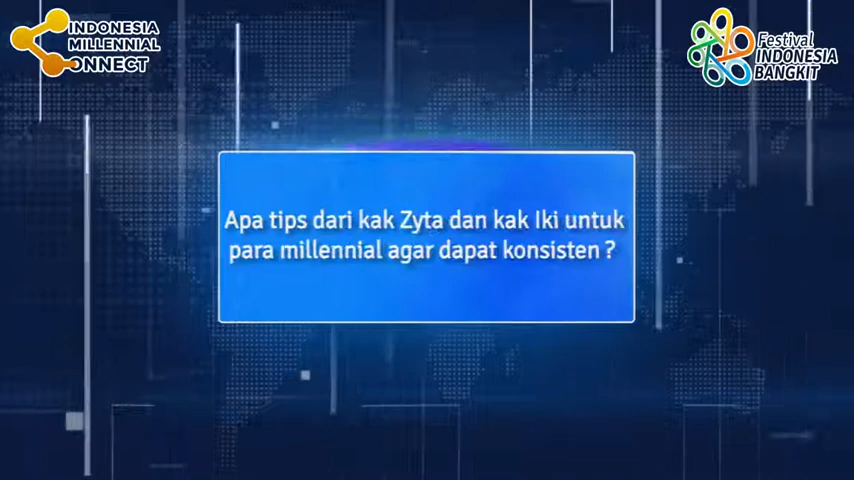 INDONESIA
MILLENNIAL
CONNECT
Festival
INDONESIA
BANGKIT
Apa tips dari kak Zyta dan kak Iki untuk
para millennial agar dapat konsisten ?